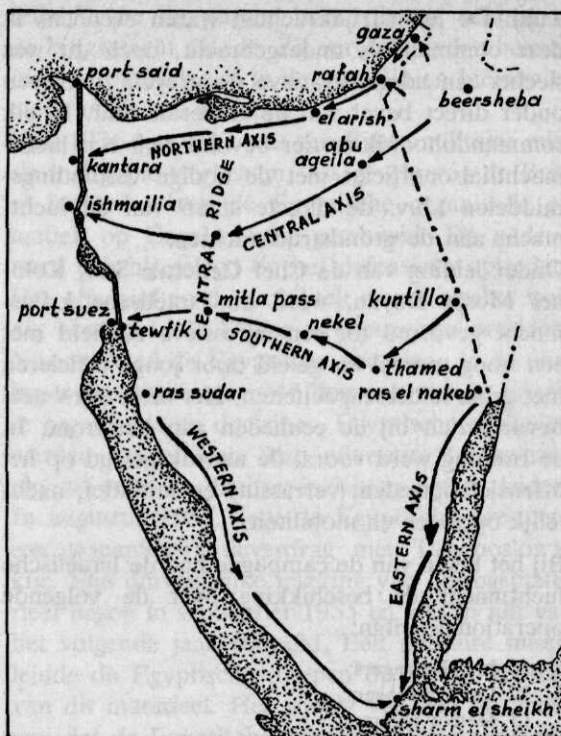 gaza
port said
rafah
beersheba
el arish
NORTHERN AXIS
abu
ageila
kantara
ishmailia
CENTRAL RIDGE
CENTRAL AXIS
mitla pass
kuntilla
port suez
tewfik
nekel
SOUTHERN AXIS
thamed
ras sudar
ras el nakeb
WESTERN AXIS
EASTERN AXIS
sharm el sheikh